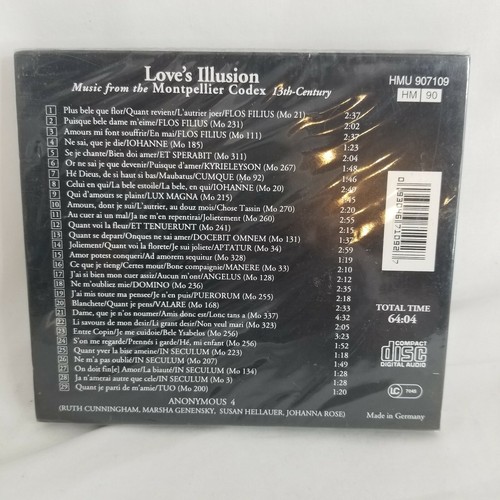 Love's Illusion
Music from the Montpellier Codex 13th-Century
HMU 907109
HM 90
1 Plus bele que flor/Quant revient/L'autrier joer/FLOS FILIUS (Mo 21) 2:37
2 Puisque bele dame m'eime/FLOS FILIUS (Mo 231) 2:02
3 Amours mi font souffrir/En mai/FLOS FILIUS (Mo 111) 2:37
4 Ne sai, que je die/IOHANNE (Mo 185) 1:23
5 Se je chante/Bien doi amer/ET SPERABIT (Mo 311) 2:04
6 Or ne sai je que devenir/Puisque d'amer/KYRIELEYSON (Mo 267) 1:48
7 Hé Dieus, de si haut si bas/Maubatus/CUMQUE (Mo 92) 1:46
8 Celui en qui/La bele estoile/La bele, en qui/IOHANNE (Mo 20) 2:40
9 Qui d'amours se plaint/LUX MAGNA (Mo 215) 1:45
10 Amours, dont je sui/L'autrier, au douz mois/Chose Tassin (Mo 270) 2:20
11 Au cuer ai un mal/Ja ne m'en repentirai/Jolietement (Mo 260) 2:55
12 Quant voi la fleur/ET TENUERUNT (Mo 241) 2:15
13 Quant se depart/Onques ne sai amer/DOCEBIT OMNEM (Mo 131) 1:37
14 Joliement/Quant voi la florete/Je sui joliete/APTATUR (Mo 34) 2:59
15 Amor potest conqueri/Ad amorem sequitur (Mo 328) 1:19
16 Ce que je tieng/Certes mout/Bone compaignie/MANERE (Mo 33) 2:10
17 J'ai si bien mon cuer assiz/Aucun m'ont/ANGELUS (Mo 128) 2:12
18 Ne m'oubliez mie/DOMINO (Mo 236)
19 J'ai mis toute ma pensee/Je n'en puis/PUERORUM (Mo 255) 2:18
20 Blanchete/Quant je pens/VALARE (Mo 168) 2:33
21 Dame, que je n'os noumer/Amis donc est/Lonc tans a (Mo 337) 4:32
22 Li savours de mon desir/Li grant desir/Non veul mari (Mo 323) 2:05
23 Entre Copin/Je me cuidoie/Bele Ysabelos (Mo 256) 3:23
24 S'on me regarde/Prennés i garde/Hé, mi enfant (Mo 256) 1:16
25 Quant yver la bise ameine/IN SECULUM (Mo 223)
26 Ne m'a pas oublié/IN SECULUM (Mo 207)
27 On doit fin[e] Amor/La biauté/IN SECULUM (Mo 134)
28 Ja n'amerai autre que cele/IN SECULUM (Mo 3) 1:28
29 Quant je parti de m'amie/TUO (Mo 200) 1:20
ANONYMOUS 4
(RUTH CUNNINGHAM, MARSHA GENENSKY, SUSAN HELLAUER, JOHANNA ROSE)
TOTAL TIME
64:04
COMPACT
disc
DIGITAL AUDIO
LC 7045
Made in Germany